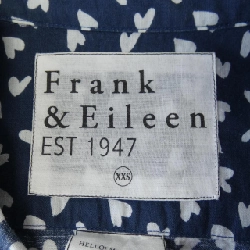 Frank
& Eileen
EST 1947
XXS